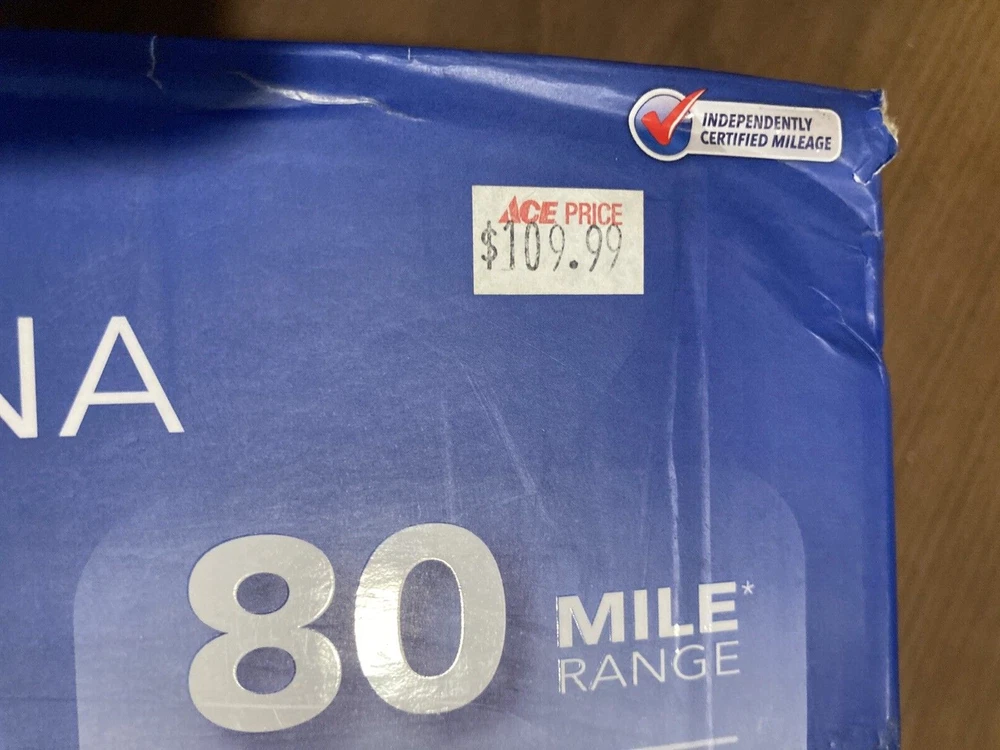 INDEPENDENTLY
CERTIFIED MILEAGE
ACE PRICE
$109.99
NA
80
MILE*
RANGE